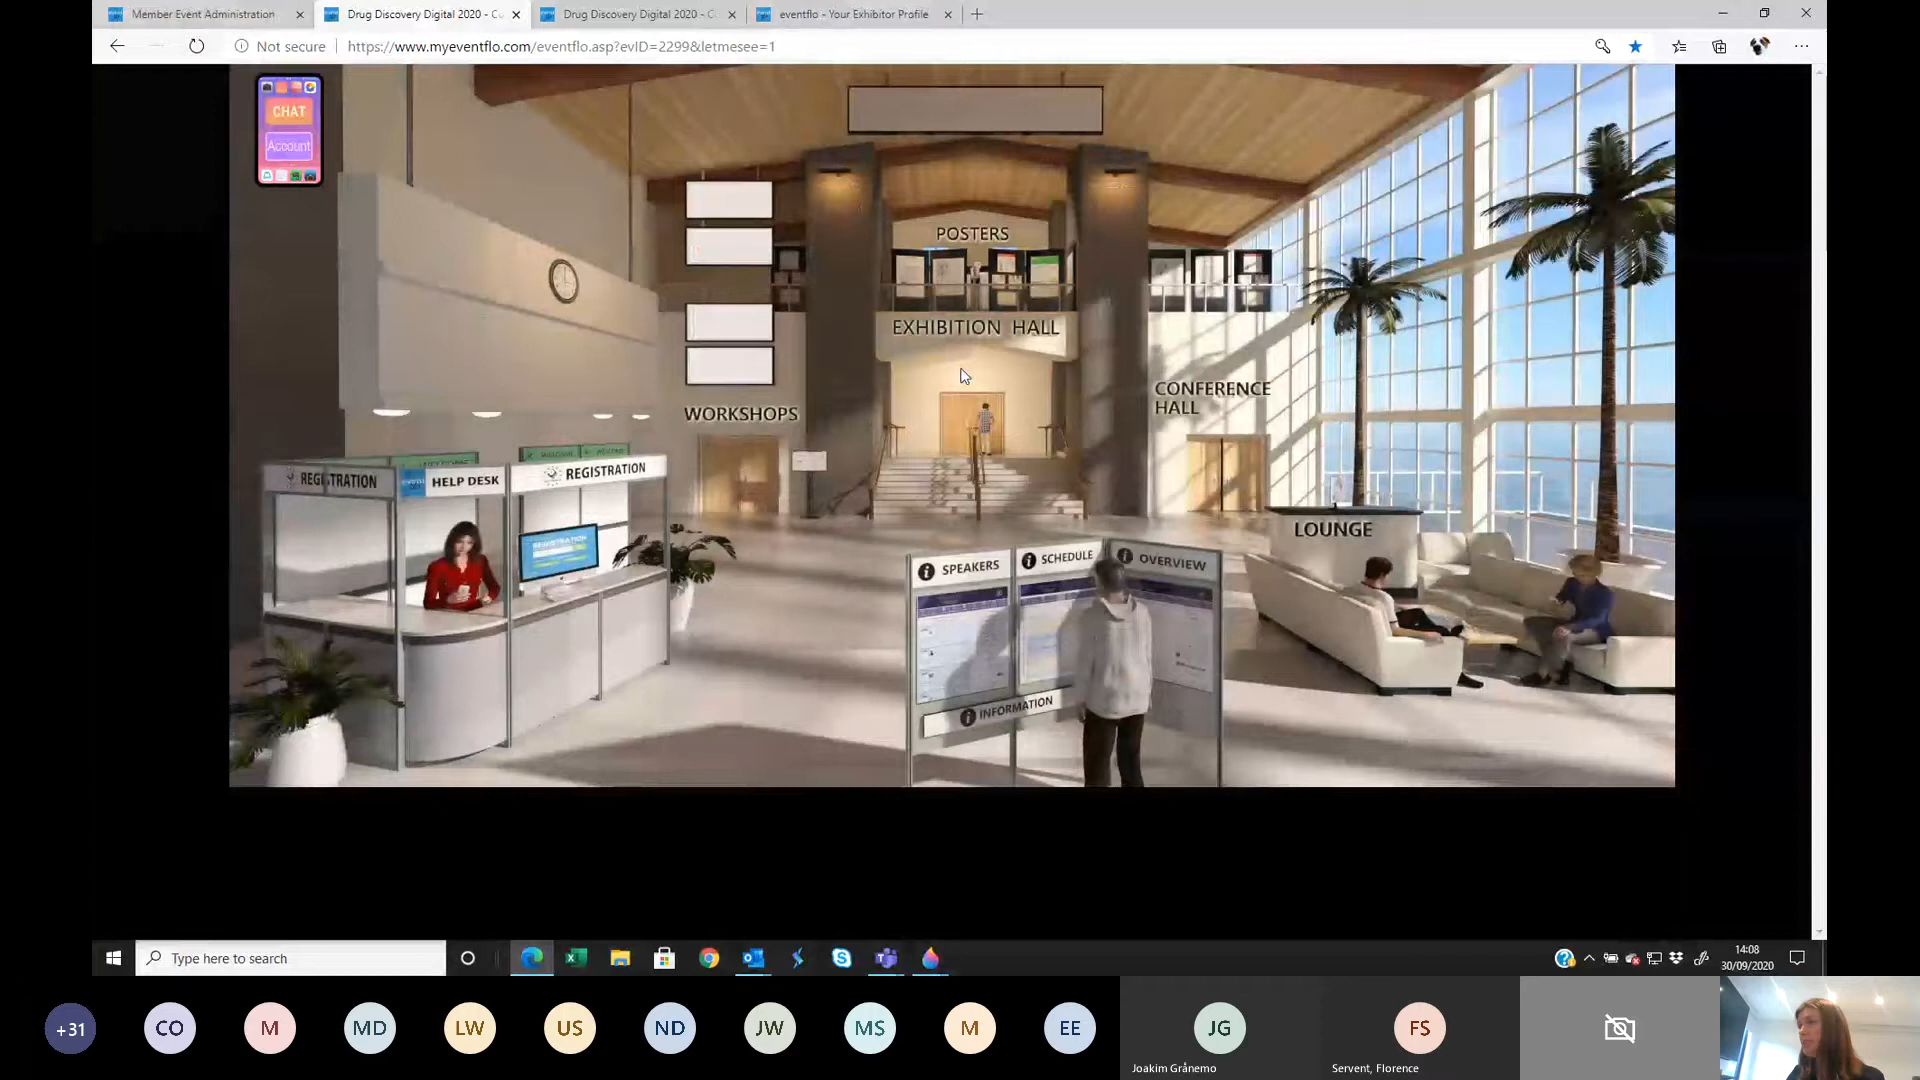 Member Event Administration
Drug Discovery Digital 2020 - Co
Drug Discovery Digital 2020 - C
eventflo - Your Exhibitor Profile
Not secure
https://www.myeventflo.com/eventflo.asp?evID=2299&letmesee=1
CHAT
Account
POSTERS
EXHIBITION HALL
CONFERENCE
HALL
WORKSHOPS
REGISTRATION
HELP DESK
REGISTRATION
REGISTRATION
LOUNGE
SPEAKERS
SCHEDULE
OVERVIEW
INFORMATION
Type here to search
14:08
30/09/2020
+31
CO
M
MD
LW
US
ND
JW
MS
M
EE
JG
FS
Joakim Grånemo
Servent, Florence